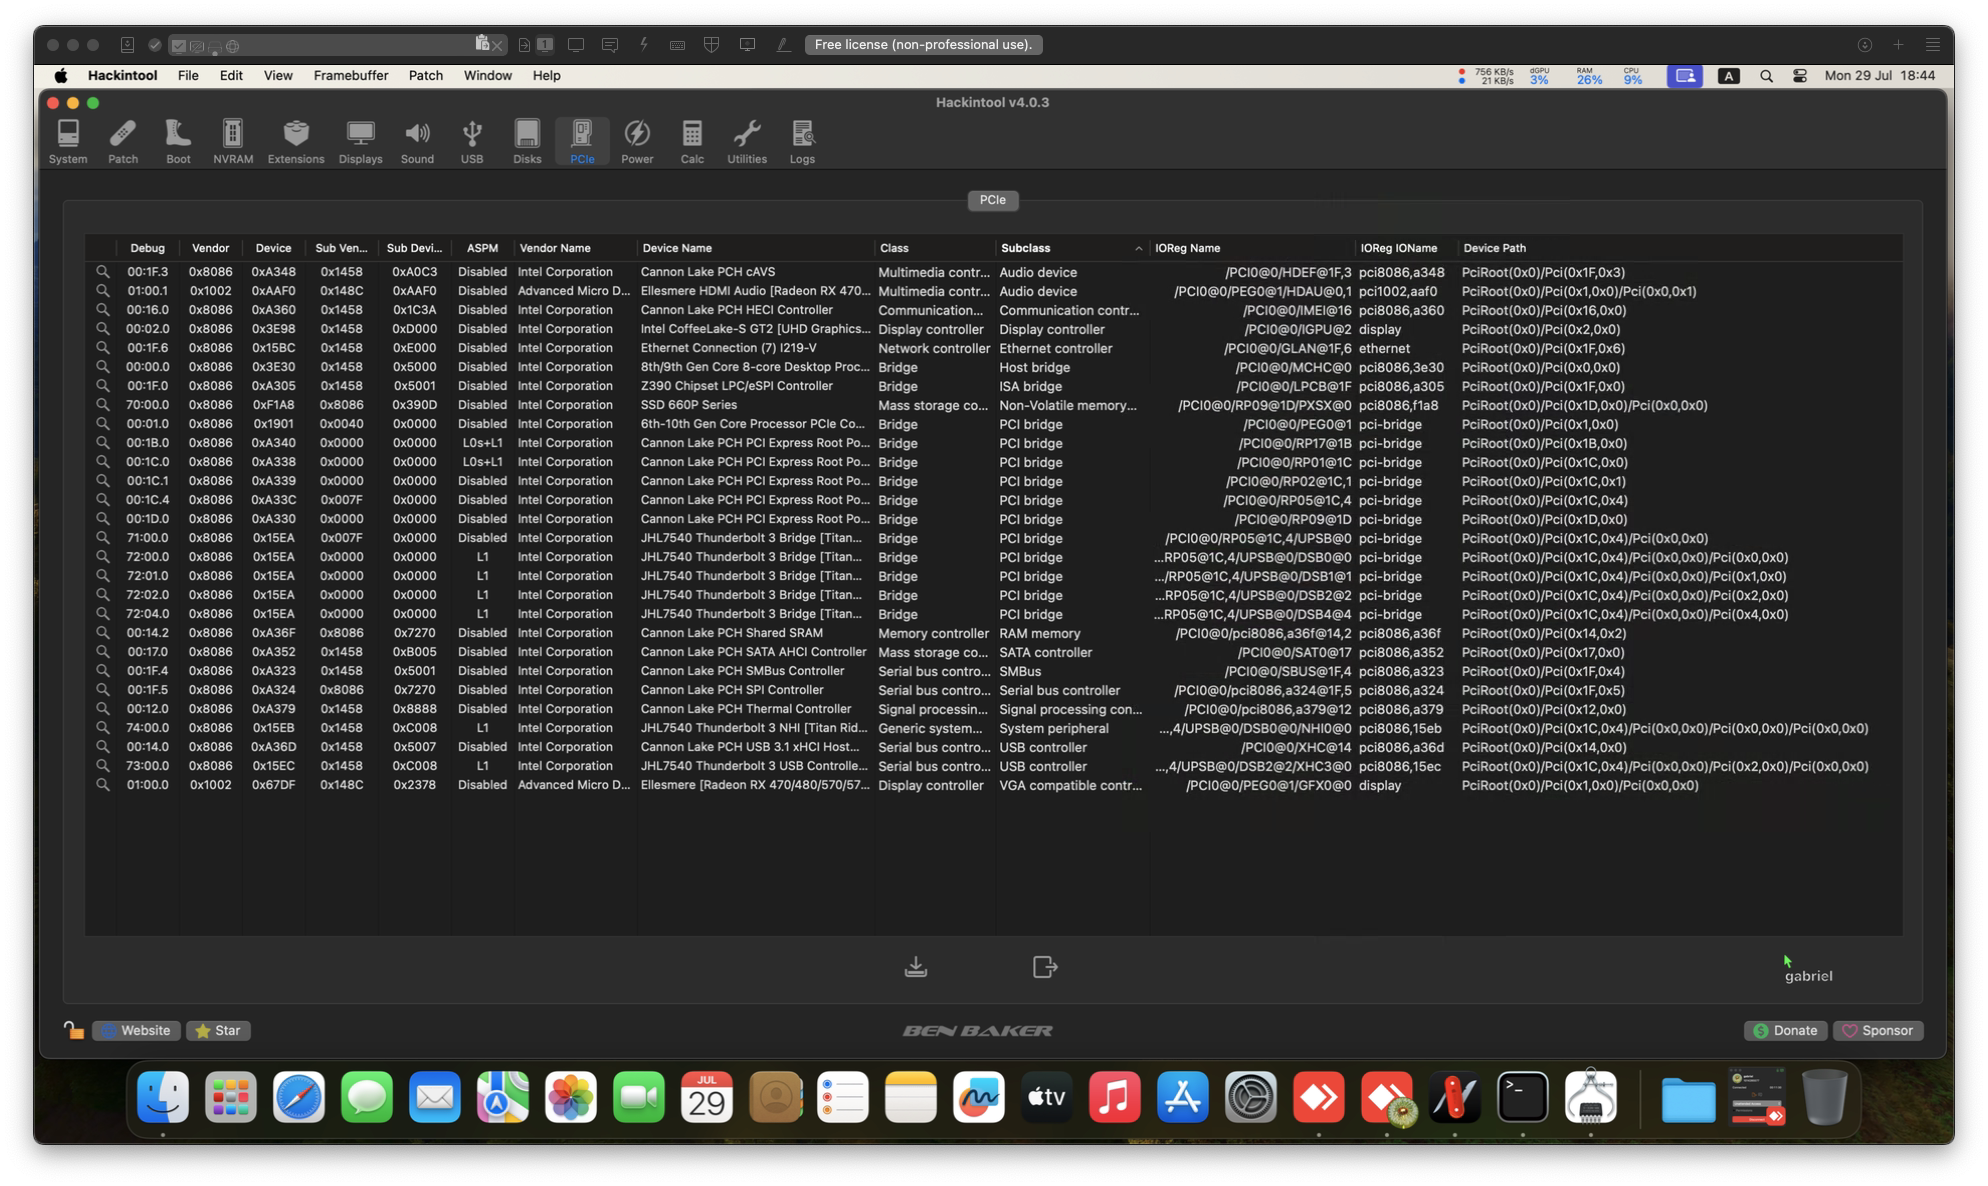 1 Free license (non-professional use).
Hackintool File Edit View Framebuffer Patch Window Help 756 KB/s 21 KB/s dGPU 3% RAM 26% CPU 9% A Mon 29 Jul 18:44
Hackintool v4.0.3
System Patch Boot NVRAM Extensions Displays Sound USB Disks PCIe Power Calc Utilities Logs
PCIe
Debug Vendor Device Sub Ven... Sub Devi... ASPM Vendor Name Device Name Class Subclass IOReg Name IOReg IOName Device Path
00:1F.3 0x8086 0xA348 0x1458 0xA0C3 Disabled Intel Corporation Cannon Lake PCH cAVS Multimedia contr... Audio device /PCI0@0/HDEF@1F,3 pci8086,a348 PciRoot(0x0)/Pci(0x1F,0x3)
01:00.1 0x1002 0xAAF0 0x148C 0xAAF0 Disabled Advanced Micro D... Ellesmere HDMI Audio [Radeon RX 470... Multimedia contr... Audio device /PCI0@0/PEG0@1/HDAU@0,1 pci1002,aaf0 PciRoot(0x0)/Pci(0x1,0x0)/Pci(0x0,0x1)
00:16.0 0x8086 0xA360 0x1458 0x1C3A Disabled Intel Corporation Cannon Lake PCH HECI Controller Communication... Communication contr... /PCI0@0/IMEI@16 pci8086,a360 PciRoot(0x0)/Pci(0x16,0x0)
00:02.0 0x8086 0x3E98 0x1458 0xD000 Disabled Intel Corporation Intel CoffeeLake-S GT2 [UHD Graphics... Display controller Display controller /PCI0@0/IGPU@2 display PciRoot(0x0)/Pci(0x2,0x0)
00:1F.6 0x8086 0x15BC 0x1458 0xE000 Disabled Intel Corporation Ethernet Connection (7) I219-V Network controller Ethernet controller /PCI0@0/GLAN@1F,6 ethernet PciRoot(0x0)/Pci(0x1F,0x6)
00:00.0 0x8086 0x3E30 0x1458 0x5000 Disabled Intel Corporation 8th/9th Gen Core 8-core Desktop Proc... Bridge Host bridge /PCI0@0/MCHC@0 pci8086,3e30 PciRoot(0x0)/Pci(0x0,0x0)
00:1F.0 0x8086 0xA305 0x1458 0x5001 Disabled Intel Corporation Z390 Chipset LPC/eSPI Controller Bridge ISA bridge /PCI0@0/LPCB@1F pci8086,a305 PciRoot(0x0)/Pci(0x1F,0x0)
70:00.0 0x8086 0xF1A8 0x8086 0x390D Disabled Intel Corporation SSD 660P Series Mass storage co... Non-Volatile memory... /PCI0@0/RP09@1D/PXSX@0 pci8086,f1a8 PciRoot(0x0)/Pci(0x1D,0x0)/Pci(0x0,0x0)
00:01.0 0x8086 0x1901 0x0040 0x0000 Disabled Intel Corporation 6th-10th Gen Core Processor PCIe Co... Bridge PCI bridge /PCI0@0/PEG0@1 pci-bridge PciRoot(0x0)/Pci(0x1,0x0)
00:1B.0 0x8086 0xA340 0x0000 0x0000 L0s+L1 Intel Corporation Cannon Lake PCH PCI Express Root Po... Bridge PCI bridge /PCI0@0/RP17@1B pci-bridge PciRoot(0x0)/Pci(0x1B,0x0)
00:1C.0 0x8086 0xA338 0x0000 0x0000 L0s+L1 Intel Corporation Cannon Lake PCH PCI Express Root Po... Bridge PCI bridge /PCI0@0/RP01@1C pci-bridge PciRoot(0x0)/Pci(0x1C,0x0)
00:1C.1 0x8086 0xA339 0x0000 0x0000 Disabled Intel Corporation Cannon Lake PCH PCI Express Root Po... Bridge PCI bridge /PCI0@0/RP02@1C,1 pci-bridge PciRoot(0x0)/Pci(0x1C,0x1)
00:1C.4 0x8086 0xA33C 0x007F 0x0000 Disabled Intel Corporation Cannon Lake PCH PCI Express Root Po... Bridge PCI bridge /PCI0@0/RP05@1C,4 pci-bridge PciRoot(0x0)/Pci(0x1C,0x4)
00:1D.0 0x8086 0xA330 0x0000 0x0000 Disabled Intel Corporation Cannon Lake PCH PCI Express Root Po... Bridge PCI bridge /PCI0@0/RP09@1D pci-bridge PciRoot(0x0)/Pci(0x1D,0x0)
71:00.0 0x8086 0x15EA 0x007F 0x0000 Disabled Intel Corporation JHL7540 Thunderbolt 3 Bridge [Titan... Bridge PCI bridge /PCI0@0/RP05@1C,4/UPSB@0 pci-bridge PciRoot(0x0)/Pci(0x1C,0x4)/Pci(0x0,0x0)
72:00.0 0x8086 0x15EA 0x0000 0x0000 L1 Intel Corporation JHL7540 Thunderbolt 3 Bridge [Titan... Bridge PCI bridge ...RP05@1C,4/UPSB@0/DSB0@0 pci-bridge PciRoot(0x0)/Pci(0x1C,0x4)/Pci(0x0,0x0)/Pci(0x0,0x0)
72:01.0 0x8086 0x15EA 0x0000 0x0000 L1 Intel Corporation JHL7540 Thunderbolt 3 Bridge [Titan... Bridge PCI bridge .../RP05@1C,4/UPSB@0/DSB1@1 pci-bridge PciRoot(0x0)/Pci(0x1C,0x4)/Pci(0x0,0x0)/Pci(0x1,0x0)
72:02.0 0x8086 0x15EA 0x0000 0x0000 L1 Intel Corporation JHL7540 Thunderbolt 3 Bridge [Titan... Bridge PCI bridge ...RP05@1C,4/UPSB@0/DSB2@2 pci-bridge PciRoot(0x0)/Pci(0x1C,0x4)/Pci(0x0,0x0)/Pci(0x2,0x0)
72:04.0 0x8086 0x15EA 0x0000 0x0000 L1 Intel Corporation JHL7540 Thunderbolt 3 Bridge [Titan... Bridge PCI bridge ...RP05@1C,4/UPSB@0/DSB4@4 pci-bridge PciRoot(0x0)/Pci(0x1C,0x4)/Pci(0x0,0x0)/Pci(0x4,0x0)
00:14.2 0x8086 0xA36F 0x8086 0x7270 Disabled Intel Corporation Cannon Lake PCH Shared SRAM Memory controller RAM memory /PCI0@0/pci8086,a36f@14,2 pci8086,a36f PciRoot(0x0)/Pci(0x14,0x2)
00:17.0 0x8086 0xA352 0x1458 0xB005 Disabled Intel Corporation Cannon Lake PCH SATA AHCI Controller Mass storage co... SATA controller /PCI0@0/SAT0@17 pci8086,a352 PciRoot(0x0)/Pci(0x17,0x0)
00:1F.4 0x8086 0xA323 0x1458 0x5001 Disabled Intel Corporation Cannon Lake PCH SMBus Controller Serial bus contro... SMBus /PCI0@0/SBUS@1F,4 pci8086,a323 PciRoot(0x0)/Pci(0x1F,0x4)
00:1F.5 0x8086 0xA324 0x8086 0x7270 Disabled Intel Corporation Cannon Lake PCH SPI Controller Serial bus contro... Serial bus controller /PCI0@0/pci8086,a324@1F,5 pci8086,a324 PciRoot(0x0)/Pci(0x1F,0x5)
00:12.0 0x8086 0xA379 0x1458 0x8888 Disabled Intel Corporation Cannon Lake PCH Thermal Controller Signal processin... Signal processing con... /PCI0@0/pci8086,a379@12 pci8086,a379 PciRoot(0x0)/Pci(0x12,0x0)
74:00.0 0x8086 0x15EB 0x1458 0xC008 L1 Intel Corporation JHL7540 Thunderbolt 3 NHI [Titan Rid... Generic system... System peripheral ...,4/UPSB@0/DSB0@0/NHI0@0 pci8086,15eb PciRoot(0x0)/Pci(0x1C,0x4)/Pci(0x0,0x0)/Pci(0x0,0x0)/Pci(0x0,0x0)
00:14.0 0x8086 0xA36D 0x1458 0x5007 Disabled Intel Corporation Cannon Lake PCH USB 3.1 xHCI Host... Serial bus contro... USB controller /PCI0@0/XHC@14 pci8086,a36d PciRoot(0x0)/Pci(0x14,0x0)
73:00.0 0x8086 0x15EC 0x1458 0xC008 L1 Intel Corporation JHL7540 Thunderbolt 3 USB Controlle... Serial bus contro... USB controller ...,4/UPSB@0/DSB2@2/XHC3@0 pci8086,15ec PciRoot(0x0)/Pci(0x1C,0x4)/Pci(0x0,0x0)/Pci(0x2,0x0)/Pci(0x0,0x0)
01:00.0 0x1002 0x67DF 0x148C 0x2378 Disabled Advanced Micro D... Ellesmere [Radeon RX 470/480/570/57... Display controller VGA compatible contr... /PCI0@0/PEG0@1/GFX0@0 display PciRoot(0x0)/Pci(0x1,0x0)/Pci(0x0,0x0)
gabriel
Website Star BEN BAKER Donate Sponsor
JUL
29
tv